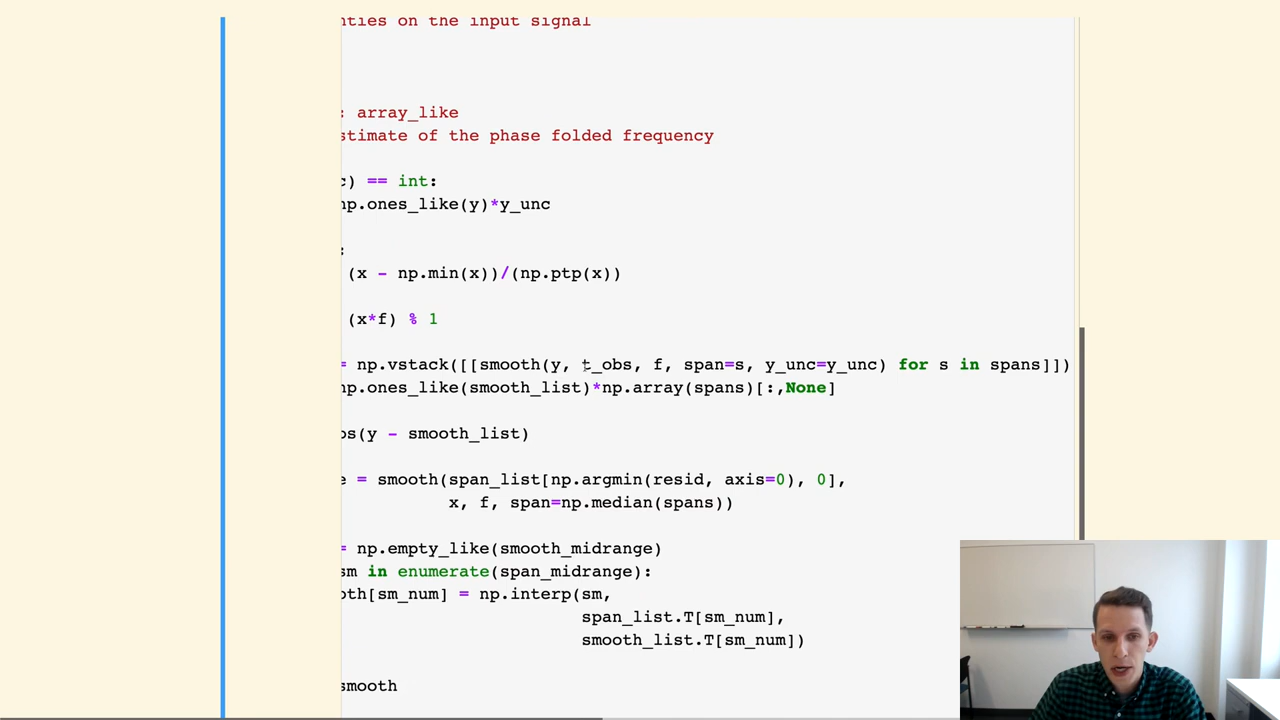 nties on the input signal
: array_like
stimate of the phase folded frequency
c) == int:
np.ones_like(y)*y_unc
:
(x - np.min(x))/(np.ptp(x))
(x*f) % 1
= np.vstack([[smooth(y, t_obs, f, span=s, y_unc=y_unc) for s in spans]])
np.ones_like(smooth_list)*np.array(spans)[:,None]
bs(y - smooth_list)
e = smooth(span_list[np.argmin(resid, axis=0), 0],
x, f, span=np.median(spans))
= np.empty_like(smooth_midrange)
sm in enumerate(span_midrange):
oth[sm_num] = np.interp(sm,
span_list.T[sm_num],
smooth_list.T[sm_num])
smooth